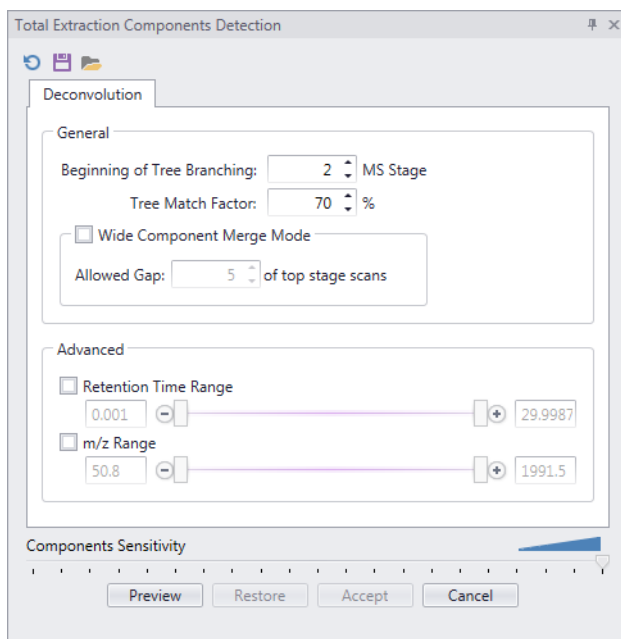 Total Extraction Components Detection
Deconvolution
General
Beginning of Tree Branching: 2 MS Stage
Tree Match Factor: 70 %
Wide Component Merge Mode
Allowed Gap: 5 of top stage scans
Advanced
Retention Time Range
0.001 29.9987
m/z Range
50.8 1991.5
Components Sensitivity
Preview Restore Accept Cancel